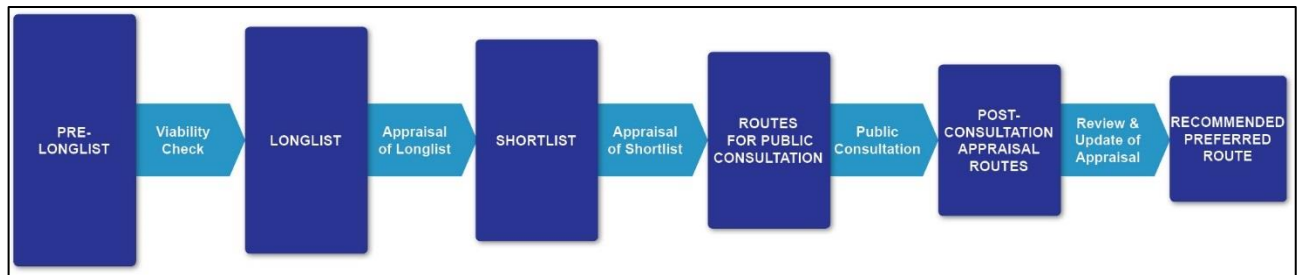 PRE-
LONGLIST
Viability
Check
LONGLIST
Appraisal
of Longlist
SHORTLIST
Appraisal
of Shortlist
ROUTES
FOR PUBLIC
CONSULTATION
Public
Consultation
POST-
CONSULTATION
APPRAISAL
ROUTES
Review &
Update of
Appraisal
RECOMMENDED
PREFERRED
ROUTE